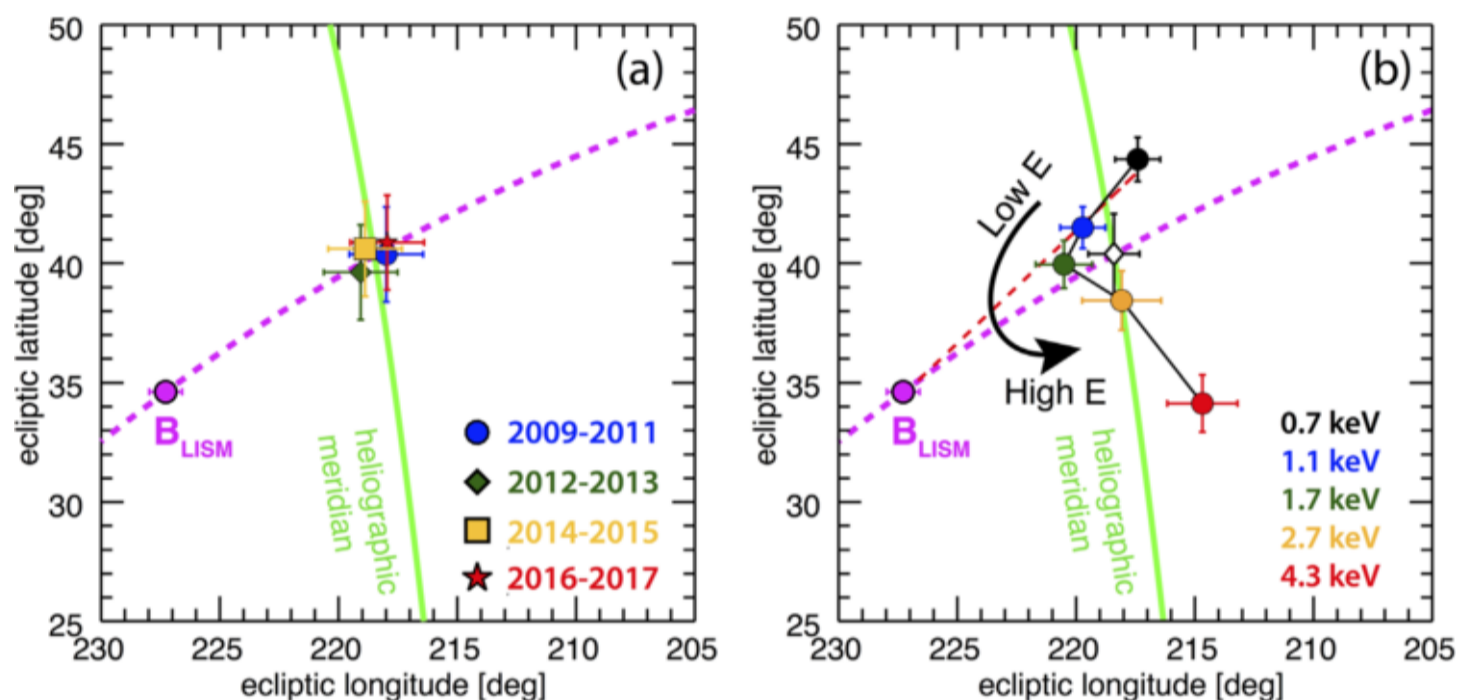 (a)
50
45
40
35
30
25
ecliptic latitude [deg]
230
225
220
215
210
205
ecliptic longitude [deg]
B_LISM
heliographic
meridian
2009-2011
2012-2013
2014-2015
2016-2017
(b)
50
45
40
35
30
25
ecliptic latitude [deg]
230
225
220
215
210
205
ecliptic longitude [deg]
Low E
High E
B_LISM
heliographic
meridian
0.7 keV
1.1 keV
1.7 keV
2.7 keV
4.3 keV